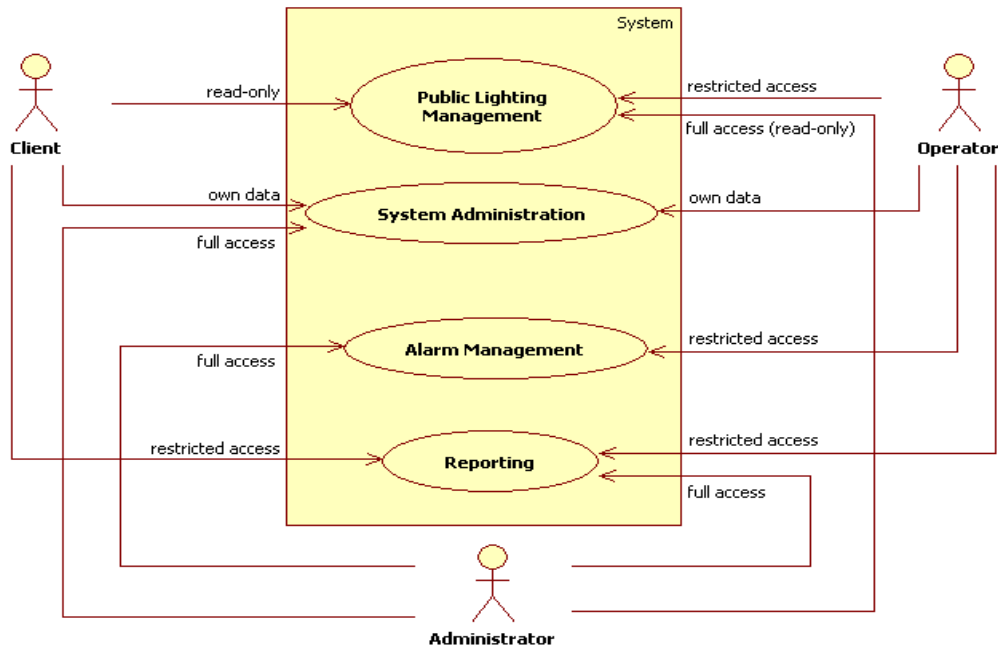 System
read-only
Public Lighting
Management
restricted access
full access (read-only)
Client
Operator
own data
System Administration
own data
full access
Alarm Management
restricted access
full access
restricted access
Reporting
restricted access
full access
Administrator